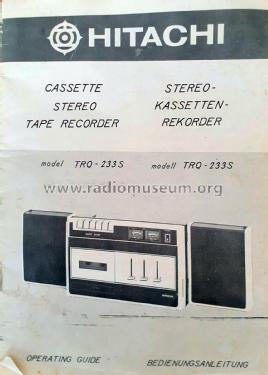 HITACHI
CASSETTE
STEREO
TAPE RECORDER
STEREO-
KASSETTEN-
REKORDER
model TRQ-233S
modell TRQ-233S
www.radiomuseum.org
OPERATING GUIDE
BEDIENUNGSANLEITUNG